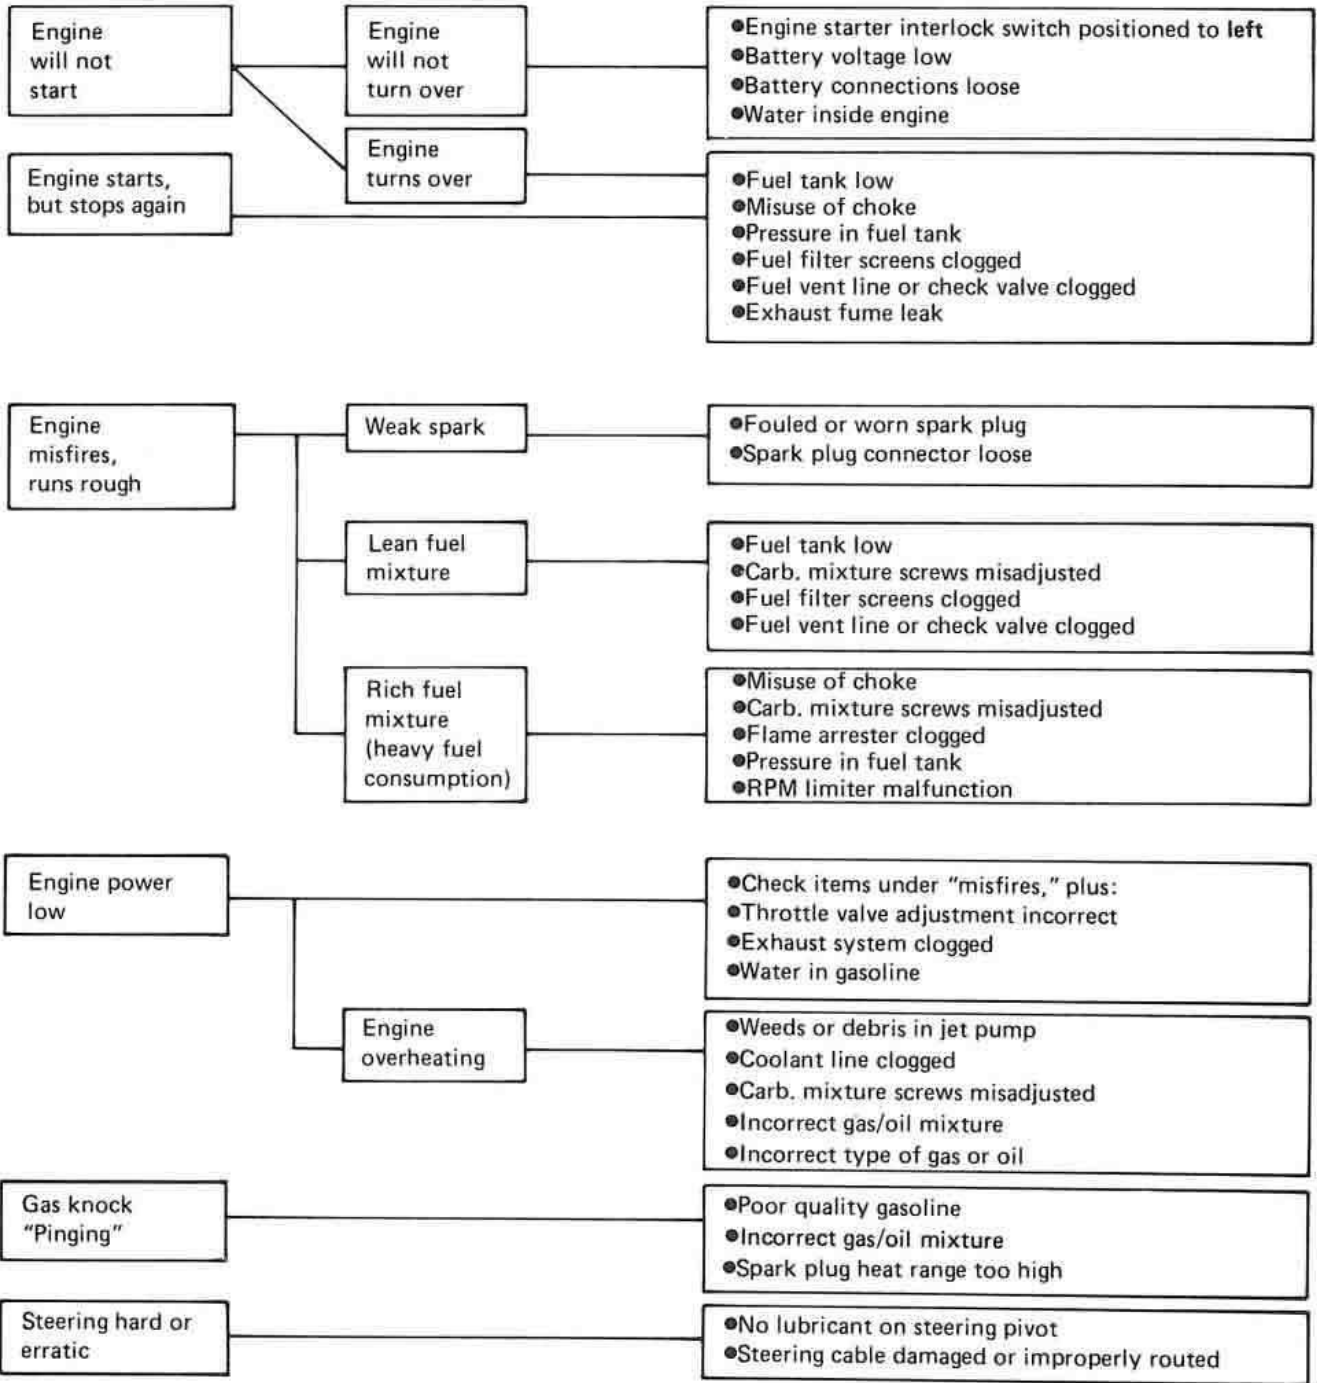 Engine
will not
start
Engine
will not
turn over
●Engine starter interlock switch positioned to left
●Battery voltage low
●Battery connections loose
●Water inside engine
Engine
turns over
Engine starts,
but stops again
●Fuel tank low
●Misuse of choke
●Pressure in fuel tank
●Fuel filter screens clogged
●Fuel vent line or check valve clogged
●Exhaust fume leak
Engine
misfires,
runs rough
Weak spark
●Fouled or worn spark plug
●Spark plug connector loose
Lean fuel
mixture
●Fuel tank low
●Carb. mixture screws misadjusted
●Fuel filter screens clogged
●Fuel vent line or check valve clogged
Rich fuel
mixture
(heavy fuel
consumption)
●Misuse of choke
●Carb. mixture screws misadjusted
●Flame arrester clogged
●Pressure in fuel tank
●RPM limiter malfunction
Engine power
low
●Check items under "misfires," plus:
●Throttle valve adjustment incorrect
●Exhaust system clogged
●Water in gasoline
Engine
overheating
●Weeds or debris in jet pump
●Coolant line clogged
●Carb. mixture screws misadjusted
●Incorrect gas/oil mixture
●Incorrect type of gas or oil
Gas knock
"Pinging"
●Poor quality gasoline
●Incorrect gas/oil mixture
●Spark plug heat range too high
Steering hard or
erratic
●No lubricant on steering pivot
●Steering cable damaged or improperly routed